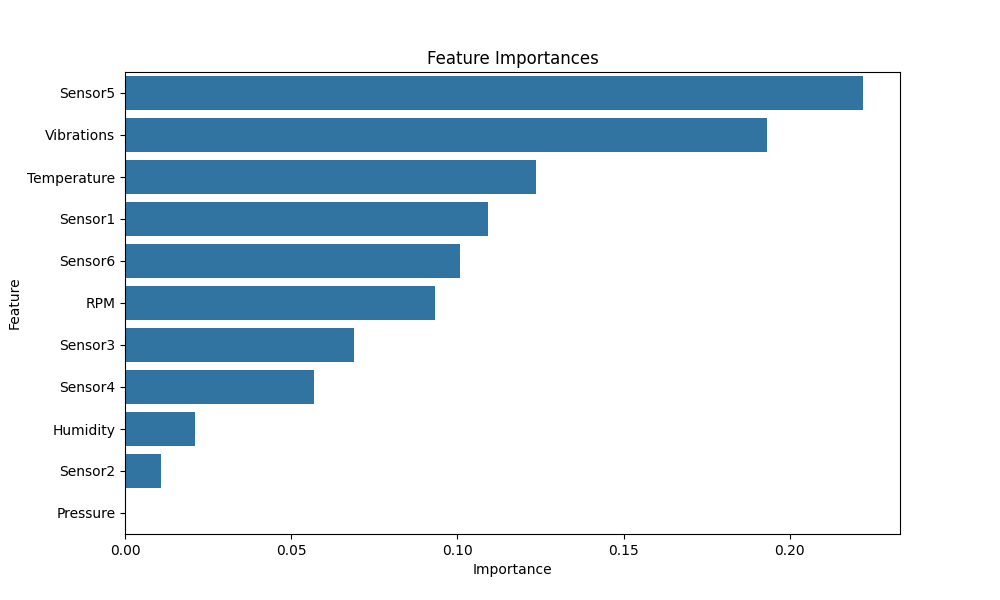 Feature Importances
Feature
Sensor5
Vibrations
Temperature
Sensor1
Sensor6
RPM
Sensor3
Sensor4
Humidity
Sensor2
Pressure
0.00 0.05 0.10 0.15 0.20
Importance